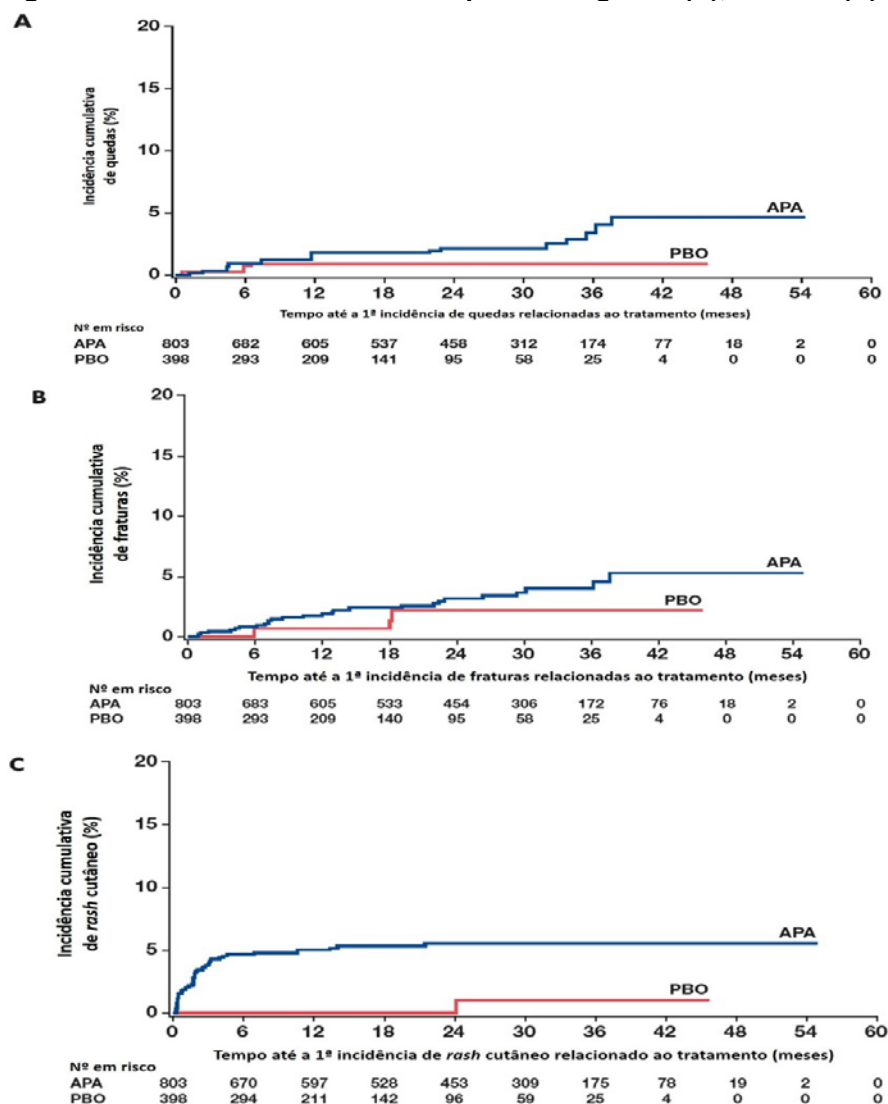 A
20
15
10
5
0
Incidência cumulativa
de quedas (%)
APA
PBO
0 6 12 18 24 30 36 42 48 54 60
Tempo até a 1ª incidência de quedas relacionadas ao tratamento (meses)
Nº em risco
APA 803 682 605 537 458 312 174 77 18 2 0
PBO 398 293 209 141 95 58 25 4 0 0 0
B
20
15
10
5
0
Incidência cumulativa
de fraturas (%)
APA
PBO
0 6 12 18 24 30 36 42 48 54 60
Tempo até a 1ª incidência de fraturas relacionadas ao tratamento (meses)
Nº em risco
APA 803 683 605 533 454 306 172 76 18 2 0
PBO 398 293 209 140 95 58 25 4 0 0 0
C
20
15
10
5
0
Incidência cumulativa
de rash cutâneo (%)
APA
PBO
0 6 12 18 24 30 36 42 48 54 60
Tempo até a 1ª incidência de rash cutâneo relacionado ao tratamento (meses)
Nº em risco
APA 803 670 597 528 453 309 175 78 19 2 0
PBO 398 294 211 142 96 59 25 4 0 0 0